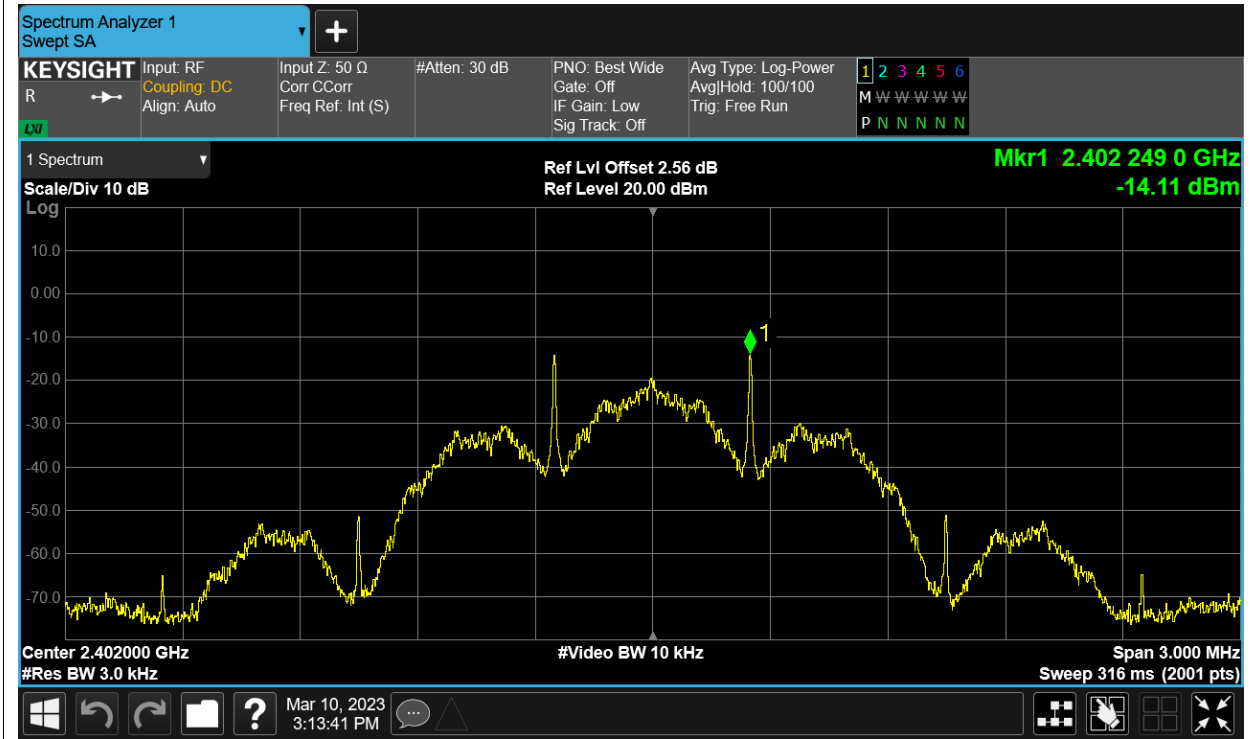 Spectrum Analyzer 1
Swept SA
KEYSIGHT
R
LXI
Input: RF
Coupling: DC
Align: Auto
Input Z: 50 Ω
Corr CCorr
Freq Ref: Int (S)
#Atten: 30 dB
PNO: Best Wide
Gate: Off
IF Gain: Low
Sig Track: Off
Avg Type: Log-Power
Avg|Hold: 100/100
Trig: Free Run
1 2 3 4 5 6
M W W W W W W
P N N N N N N
1 Spectrum
Scale/Div 10 dB
Log
Ref Lvl Offset 2.56 dB
Ref Level 20.00 dBm
Mkr1 2.402 249 0 GHz
-14.11 dBm
10.0
0.00
-10.0
-20.0
-30.0
-40.0
-50.0
-60.0
-70.0
1
Center 2.402000 GHz
#Res BW 3.0 kHz
#Video BW 10 kHz
Span 3.000 MHz
Sweep 316 ms (2001 pts)
?
Mar 10, 2023
3:13:41 PM